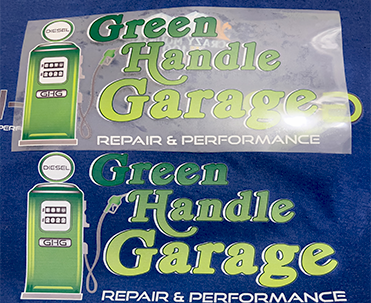 DIESEL
GHG
Green
Handle
Garage
REPAIR & PERFORMANCE
DIESEL
GHG
Green
Handle
Garage
REPAIR & PERFORMANCE